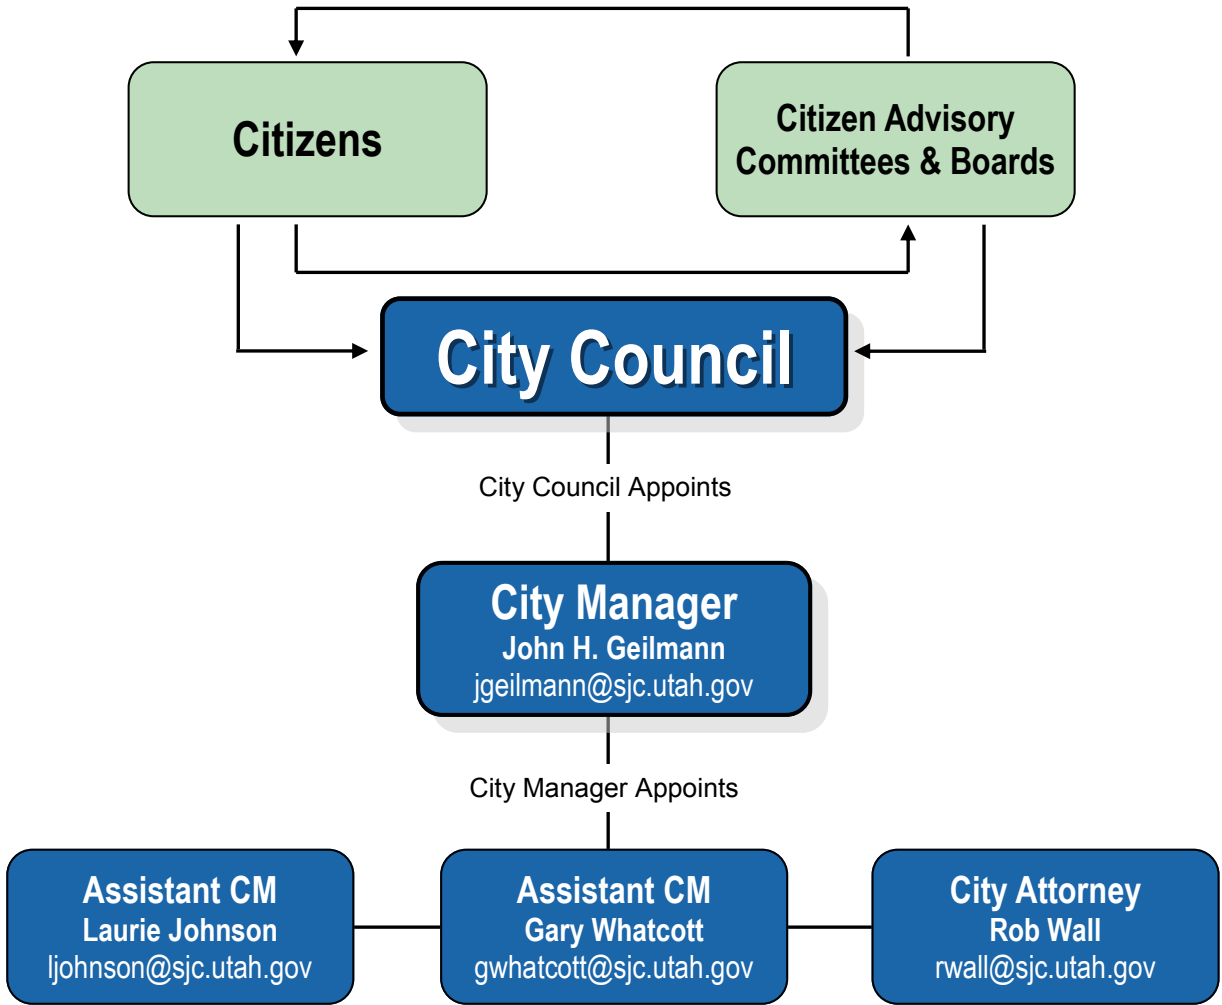 Citizens
Citizen Advisory
Committees & Boards
City Council
City Council Appoints
City Manager
John H. Geilmann
jgeilmann@sjc.utah.gov
City Manager Appoints
Assistant CM
Laurie Johnson
ljohnson@sjc.utah.gov
Assistant CM
Gary Whatcott
gwhatcott@sjc.utah.gov
City Attorney
Rob Wall
rwall@sjc.utah.gov